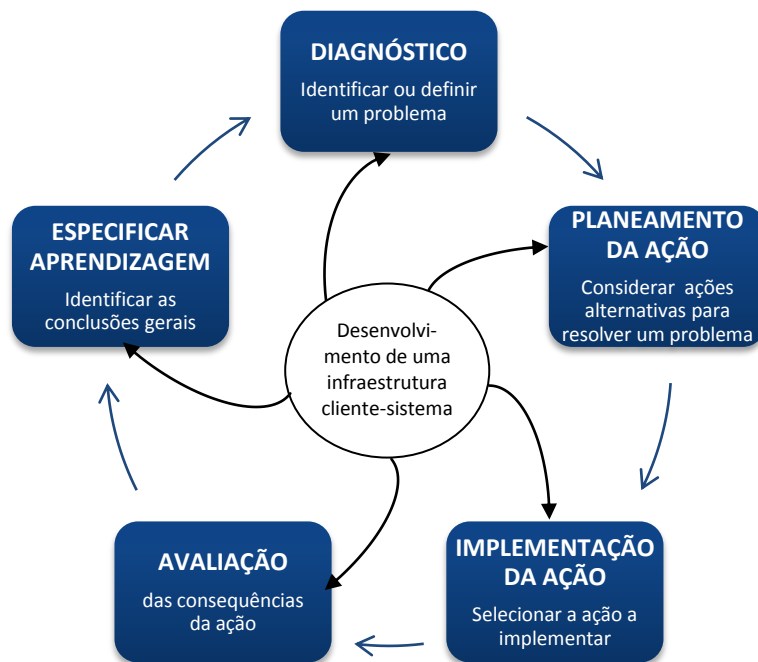 DIAGNÓSTICO
Identificar ou definir
um problema
PLANEAMENTO
DA AÇÃO
Considerar ações
alternativas para
resolver um problema
IMPLEMENTAÇÃO
DA AÇÃO
Selecionar a ação a
implementar
AVALIAÇÃO
das consequências
da ação
ESPECIFICAR
APRENDIZAGEM
Identificar as
conclusões gerais
Desenvolvi-
mento de uma
infraestrutura
cliente-sistema